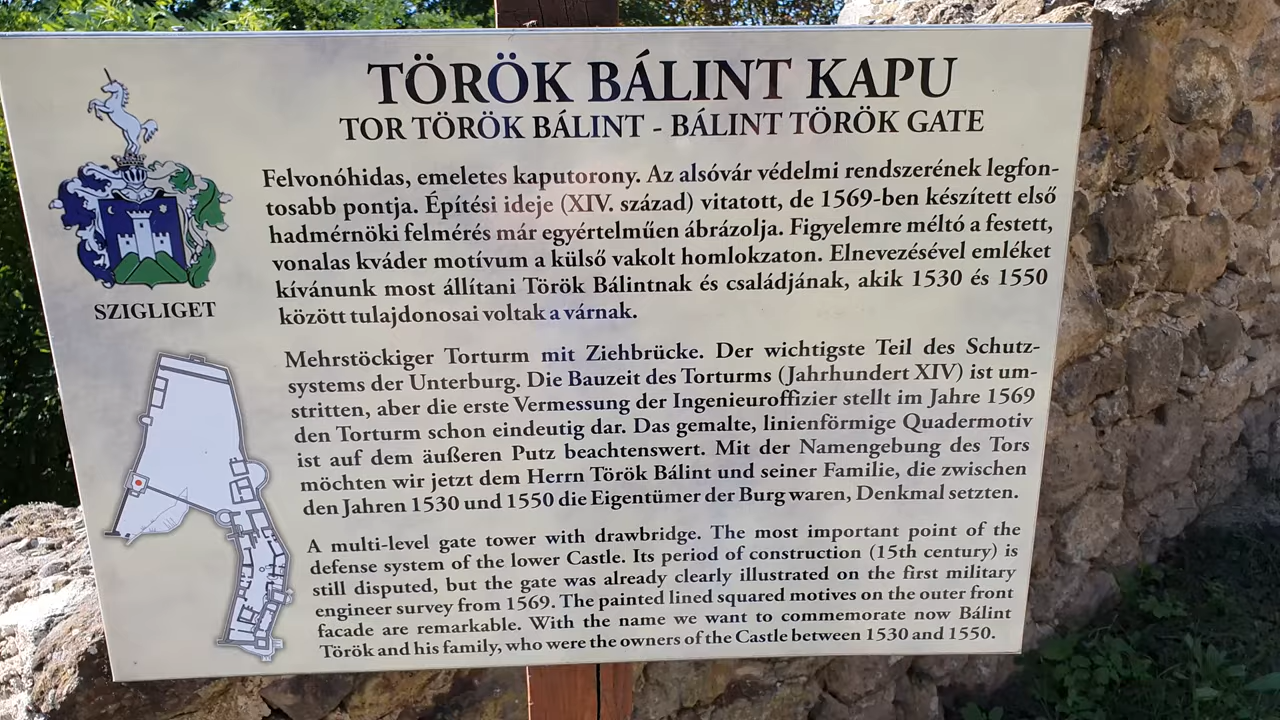 TÖRÖK BÁLINT KAPU
TOR TÖRÖK BÁLINT - BÁLINT TÖRÖK GATE
SZIGLIGET
Felvonóhidas, emeletes kaputorony. Az alsóvár védelmi rendszerének legfon-
tosabb pontja. Építési ideje (XIV. század) vitatott, de 1569-ben készített első
hadmérnöki felmérés már egyértelműen ábrázolja. Figyelemre méltó a festett,
vonalas kváder motívum a külső vakolt homlokzaton. Elnevezésével emléket
kívánunk most állítani Török Bálintnak és családjának, akik 1530 és 1550
között tulajdonosai voltak a várnak.
Mehrstöckiger Torturm mit Ziehbrücke. Der wichtigste Teil des Schutz-
systems der Unterburg. Die Bauzeit des Torturms (Jahrhundert XIV) ist um-
stritten, aber die erste Vermessung der Ingenieuroffizier stellt im Jahre 1569
den Torturm schon eindeutig dar. Das gemalte, linienförmige Quadermotiv
ist auf dem äußeren Putz beachtenswert. Mit der Namengebung des Tors
möchten wir jetzt dem Herrn Török Bálint und seiner Familie, die zwischen
den Jahren 1530 und 1550 die Eigentümer der Burg waren, Denkmal setzten.
A multi-level gate tower with drawbridge. The most important point of the
defense system of the lower Castle. Its period of construction (15th century) is
still disputed, but the gate was already clearly illustrated on the first military
engineer survey from 1569. The painted lined squared motives on the outer front
facade are remarkable. With the name we want to commemorate now Bálint
Török and his family, who were the owners of the Castle between 1530 and 1550.